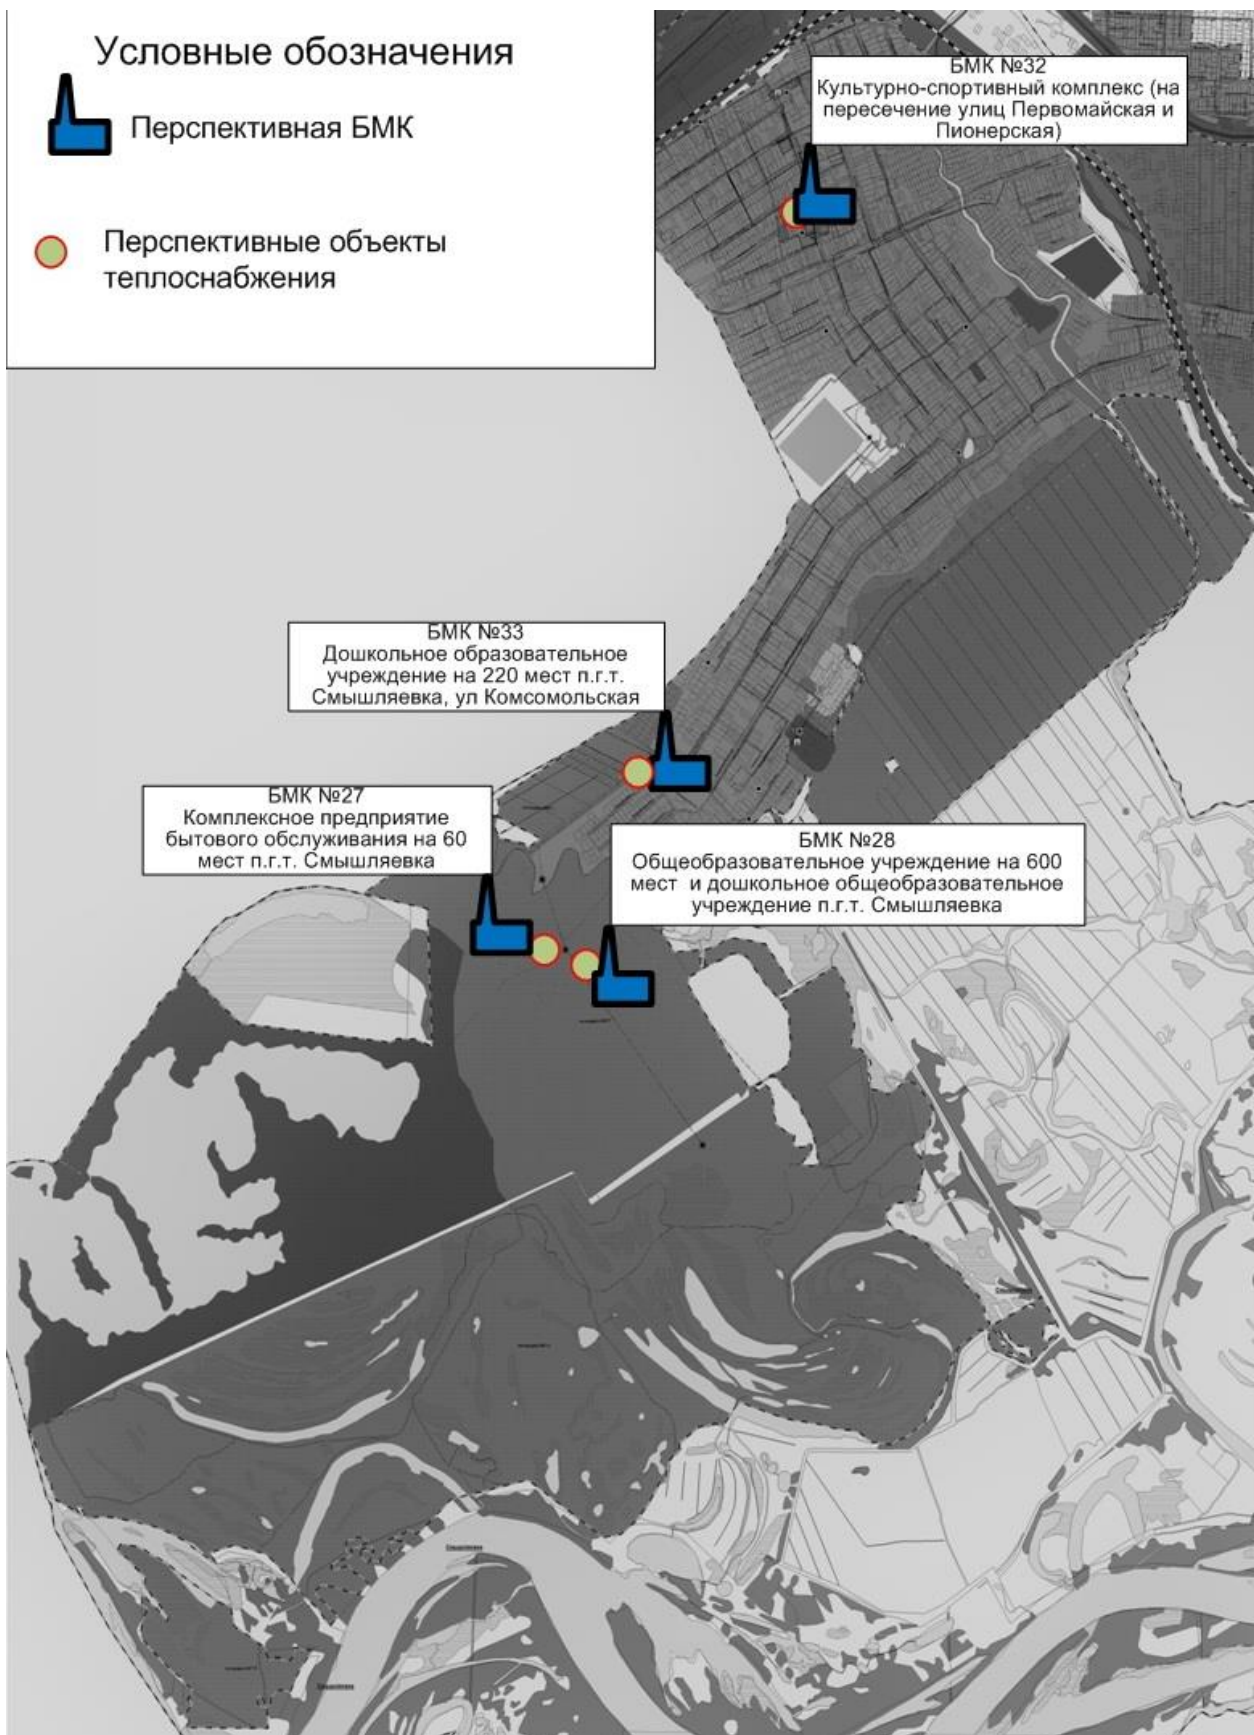 Условные обозначения
Перспективная БМК
Перспективные объекты
теплоснабжения
БМК №32
Культурно-спортивный комплекс (на
пересечение улиц Первомайская и
Пионерская)
БМК №33
Дошкольное образовательное
учреждение на 220 мест п.г.т.
Смышляевка, ул Комсомольская
БМК №27
Комплексное предприятие
бытового обслуживания на 60
мест п.г.т. Смышляевка
БМК №28
Общеобразовательное учреждение на 600
мест и дошкольное общеобразовательное
учреждение п.г.т. Смышляевка